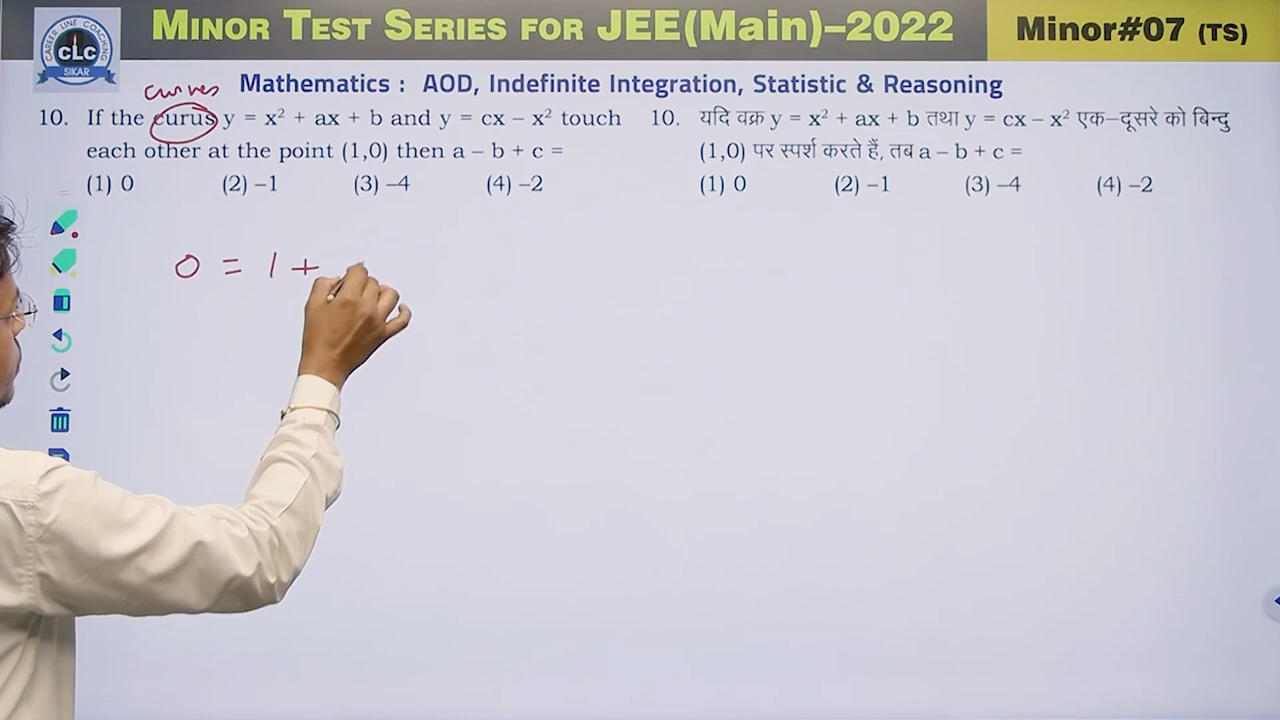 MINOR TEST SERIES FOR JEE(MAIN)–2022
Minor#07 (TS)
CAREER LINE COACHING
CLC
SIKAR
Mathematics : AOD, Indefinite Integration, Statistic & Reasoning
curves
10. If the curus y = x² + ax + b and y = cx – x² touch
each other at the point (1,0) then a – b + c =
(1) 0 (2) –1 (3) –4 (4) –2
10. यदि वक्र y = x² + ax + b तथा y = cx – x² एक–दूसरे को बिन्दु
(1,0) पर स्पर्श करते हैं, तब a – b + c =
(1) 0 (2) –1 (3) –4 (4) –2
0 = 1 +